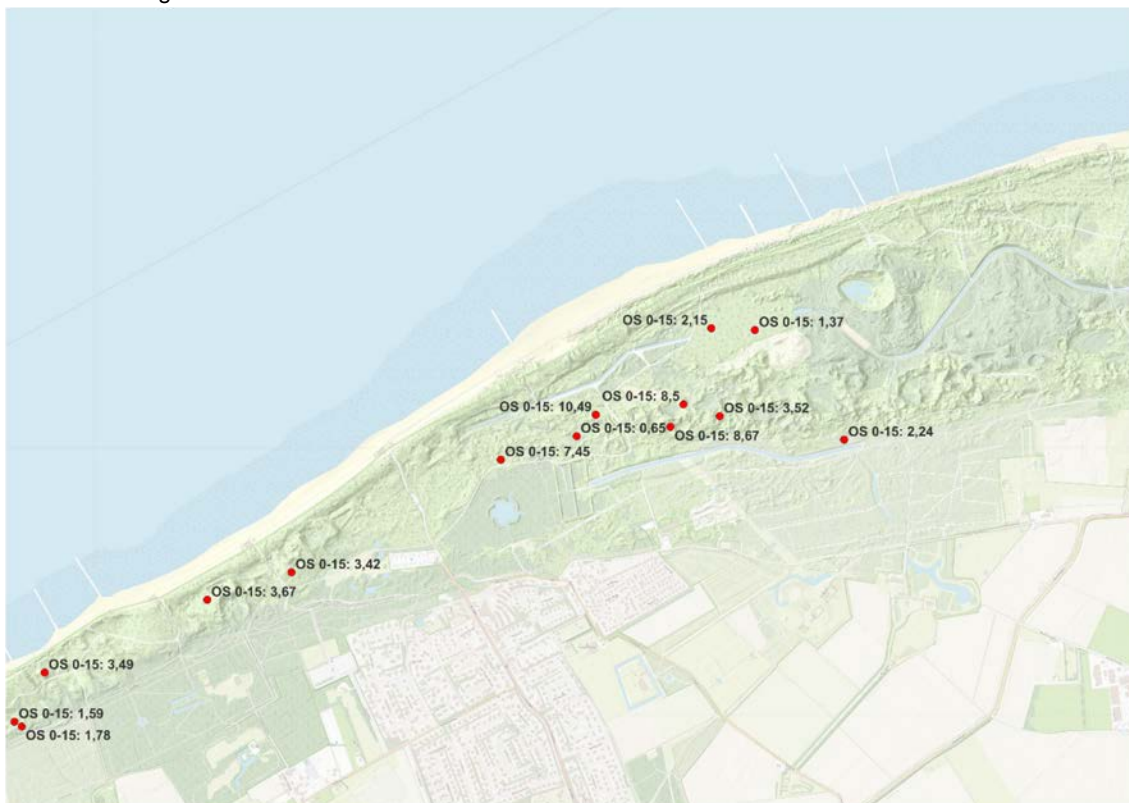 OS 0-15: 2,15
OS 0-15: 1,37
OS 0-15: 8,5
OS 0-15: 10,49
OS 0-15: 3,52
OS 0-15: 0,65
OS 0-15: 8,67
OS 0-15: 2,24
OS 0-15: 7,45
OS 0-15: 3,42
OS 0-15: 3,67
OS 0-15: 3,49
OS 0-15: 1,59
OS 0-15: 1,78